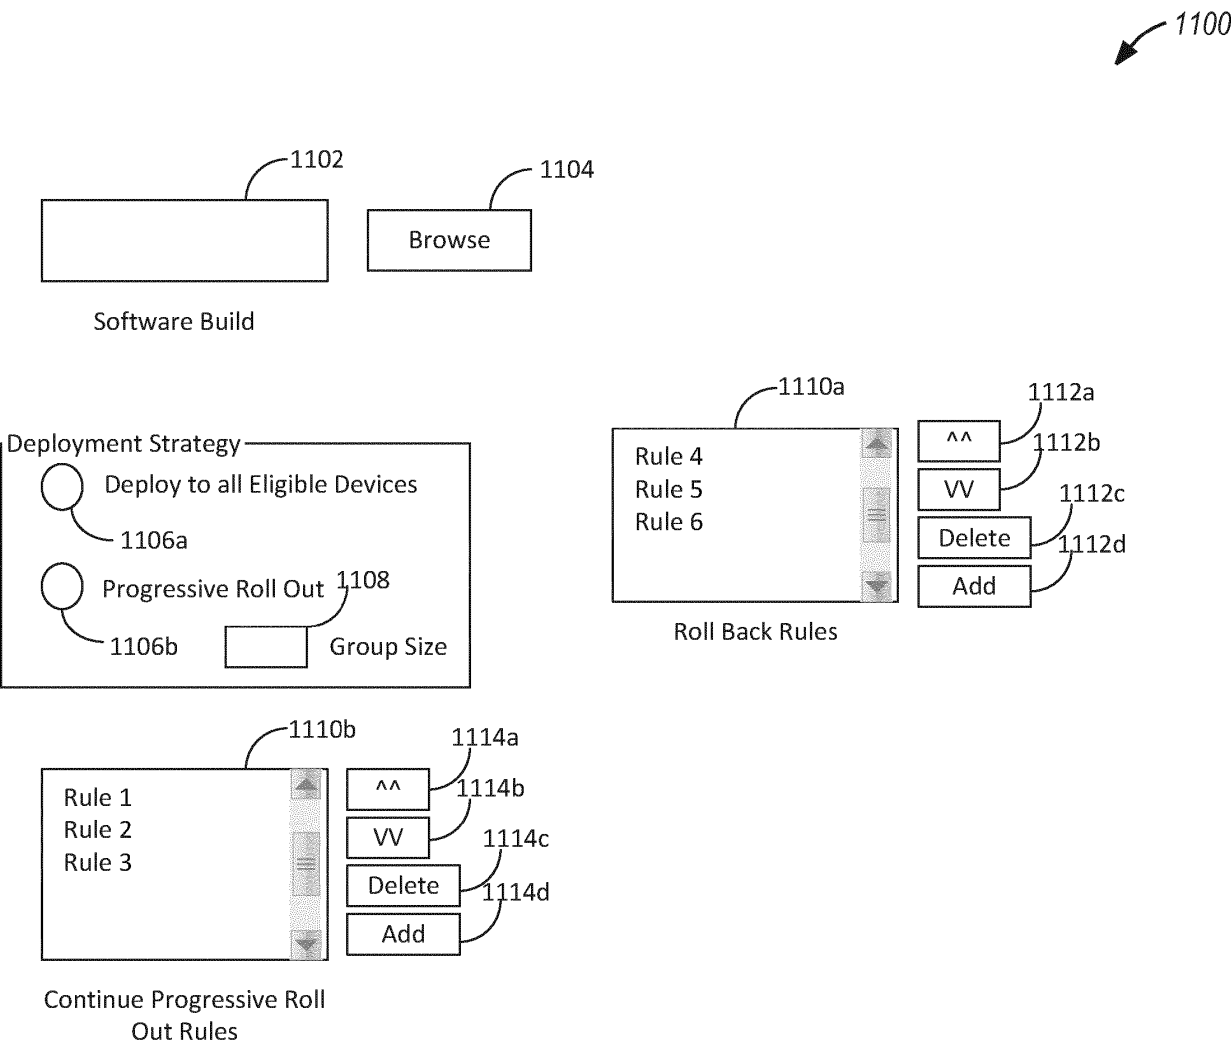 1100
1102
1104
Browse
Software Build
1110a
1112a
^^
1112b
VV
1112c
Delete
1112d
Add
Rule 4
Rule 5
Rule 6
Roll Back Rules
Deployment Strategy
Deploy to all Eligible Devices
1106a
Progressive Roll Out
1108
1106b
Group Size
1110b
1114a
^^
1114b
VV
1114c
Delete
1114d
Add
Rule 1
Rule 2
Rule 3
Continue Progressive Roll
Out Rules